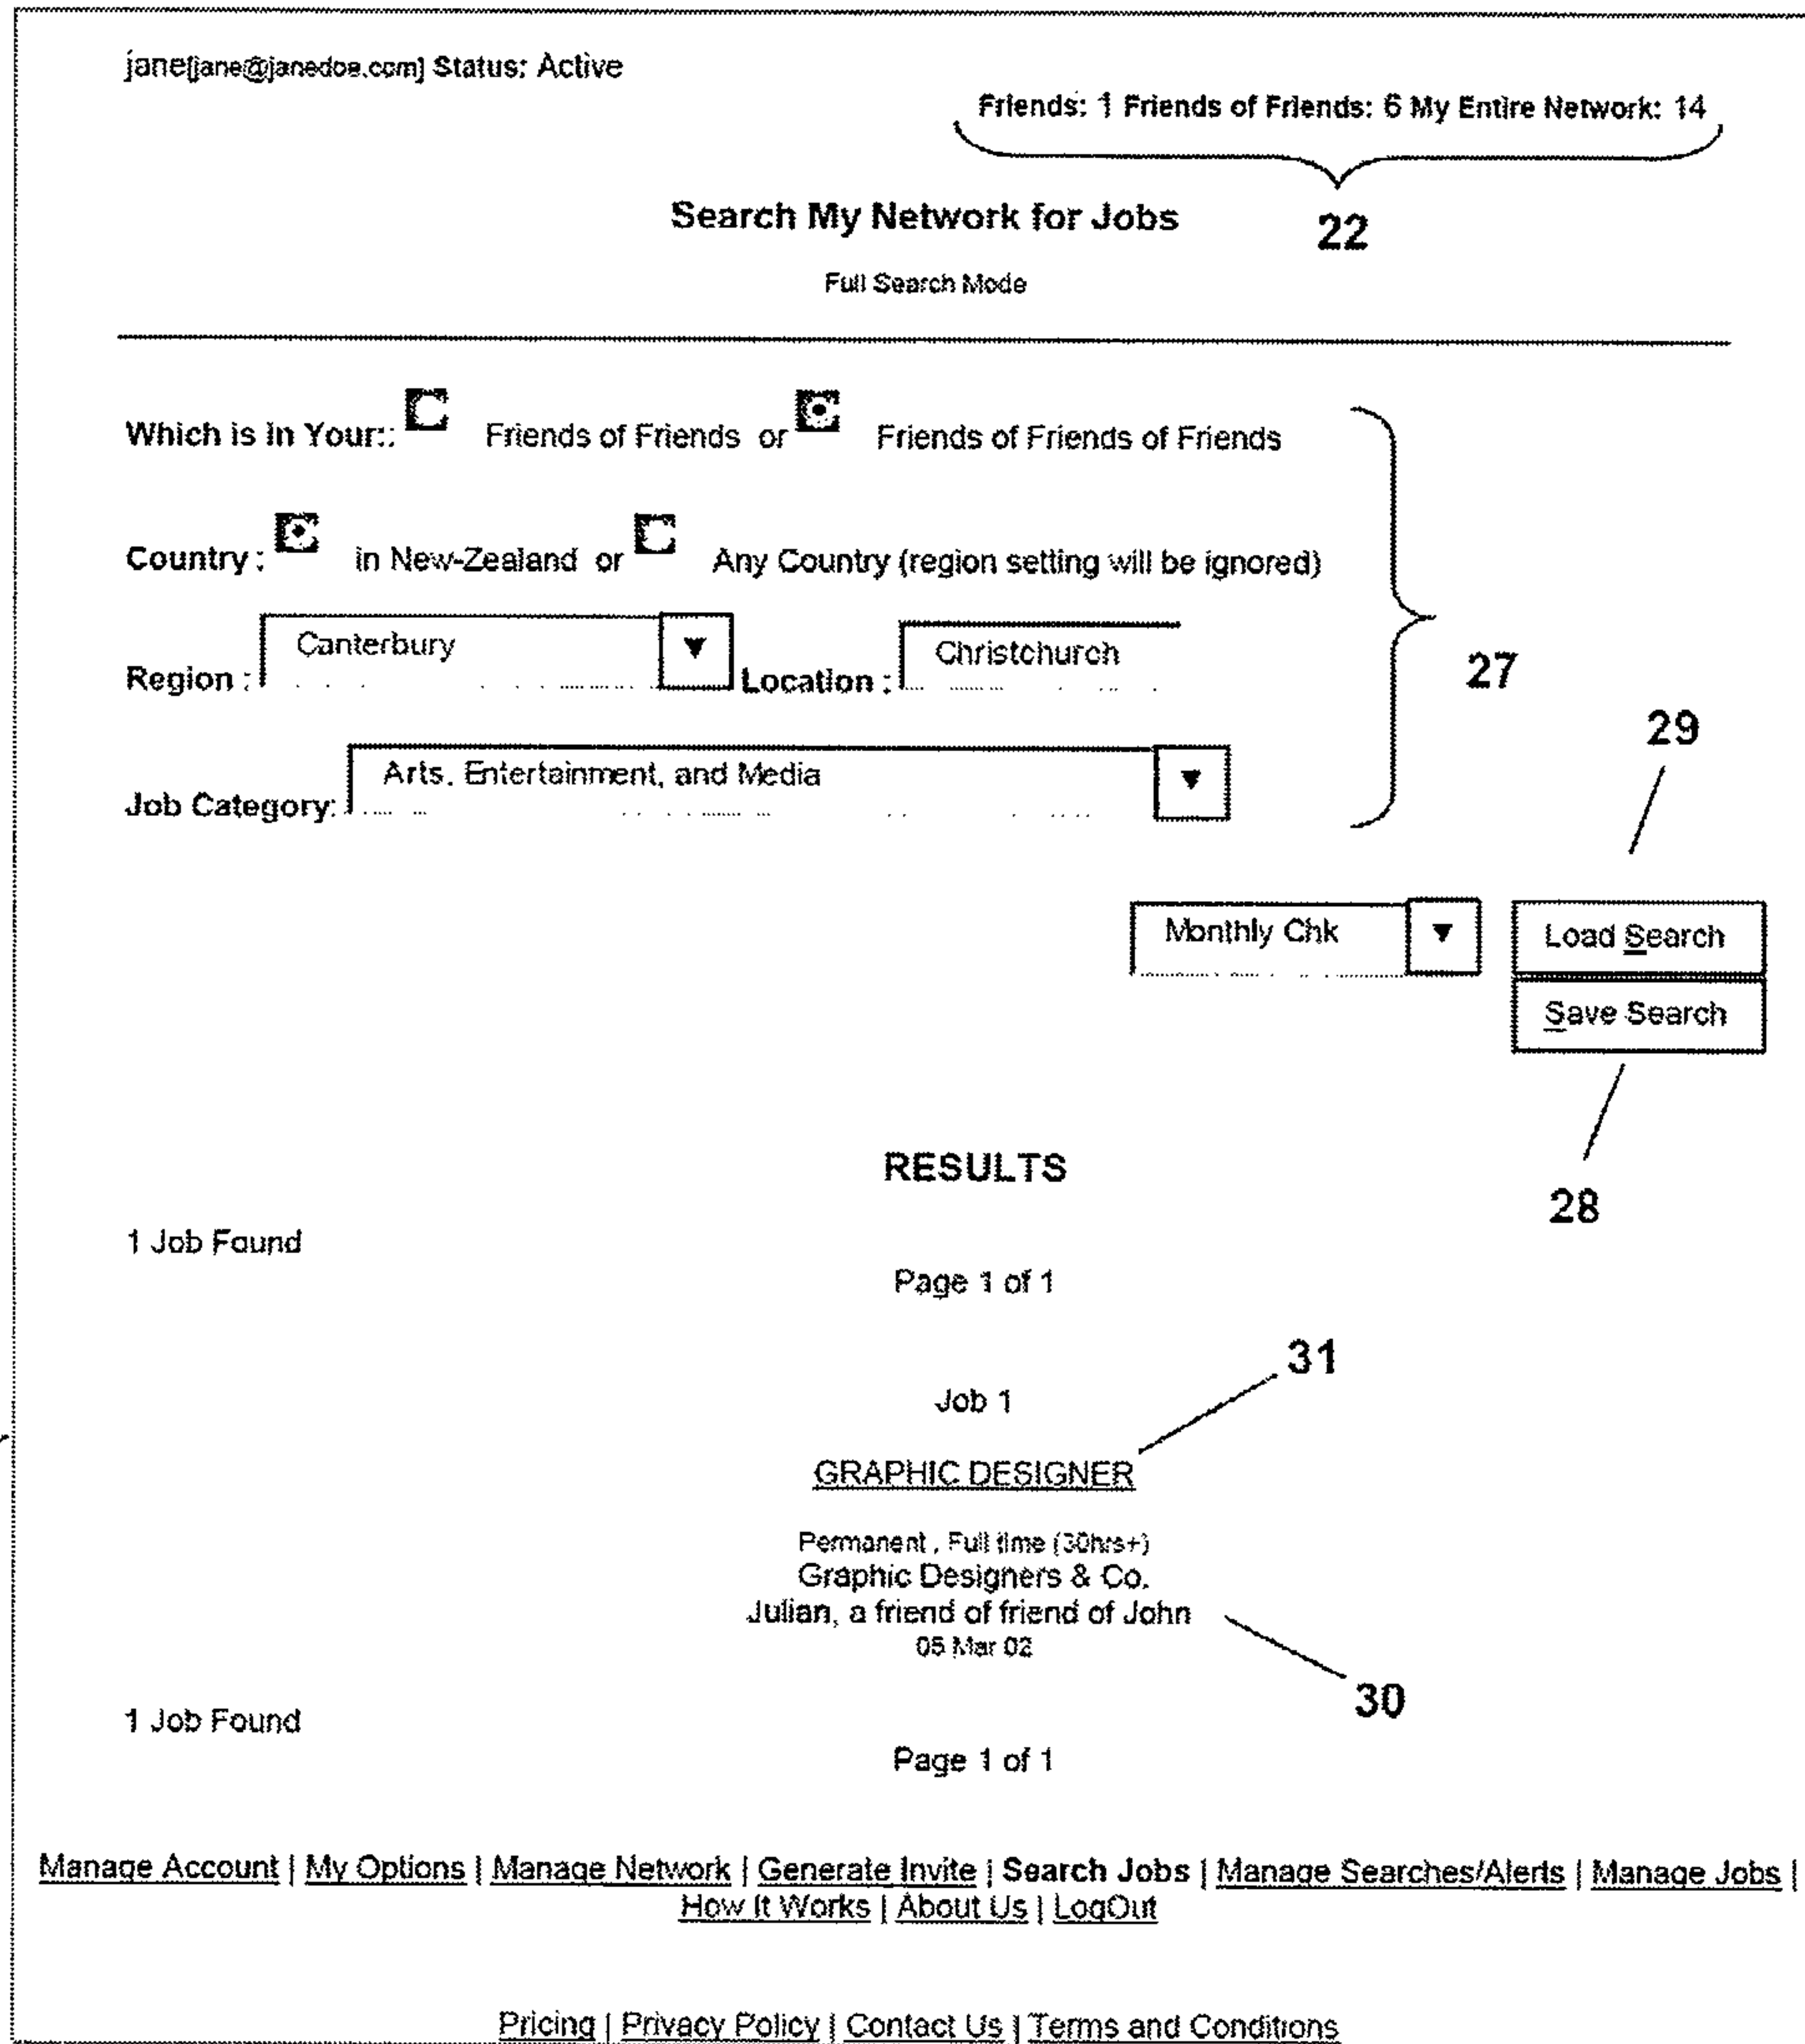 jane[jane@janedoe.com] Status: Active
Friends: 1 Friends of Friends: 6 My Entire Network: 14
22
Search My Network for Jobs
Full Search Mode
Which is In Your:: Friends of Friends or Friends of Friends of Friends
Country : in New-Zealand or Any Country (region setting will be ignored)
Region : Canterbury Location : Christchurch
27
29
Job Category: Arts, Entertainment, and Media
Monthly Chk Load Search
Save Search
28
RESULTS
1 Job Found
Page 1 of 1
31
Job 1
GRAPHIC DESIGNER
Permanent , Full time (30hrs+)
Graphic Designers & Co.
Julian, a friend of friend of John
05 Mar 02
30
1 Job Found
Page 1 of 1
Manage Account | My Options | Manage Network | Generate Invite | Search Jobs | Manage Searches/Alerts | Manage Jobs |
How It Works | About Us | LogOut
Pricing | Privacy Policy | Contact Us | Terms and Conditions